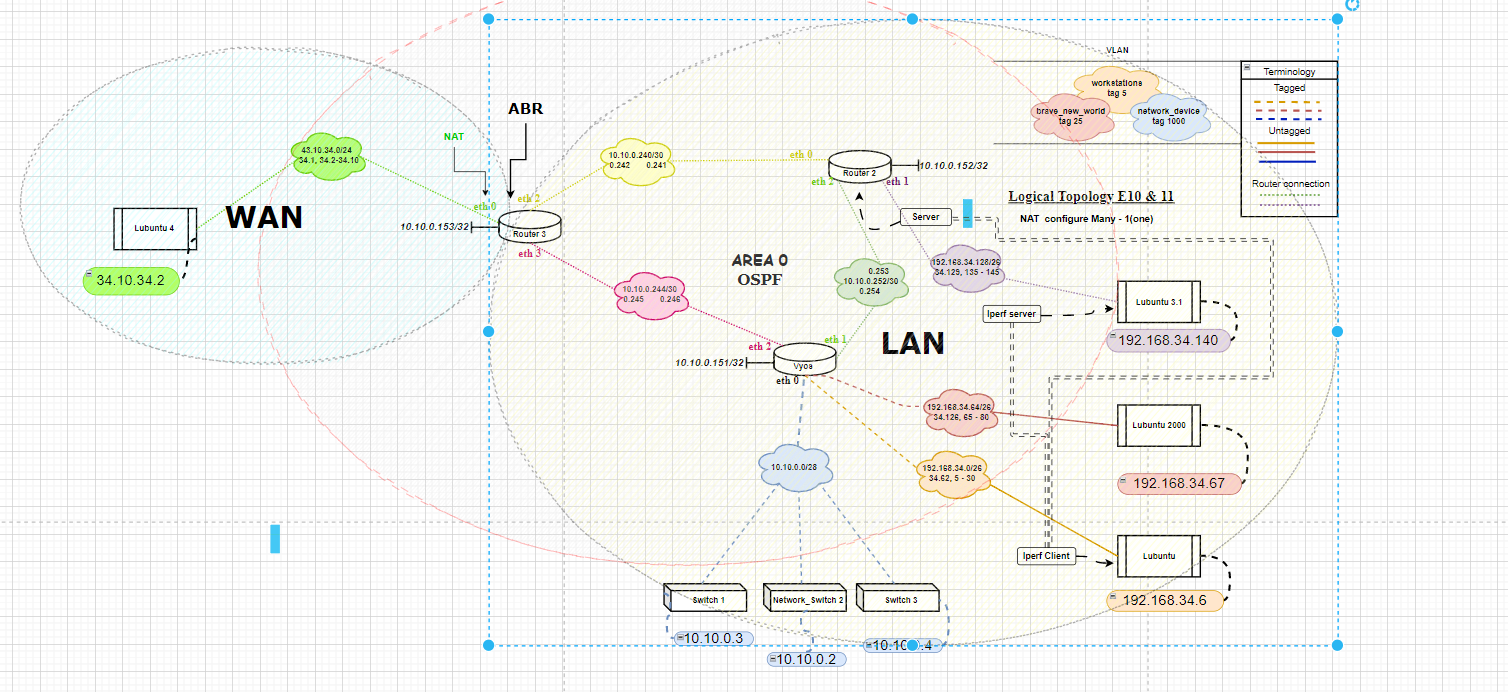 VLAN
workstations
tag 5
brave_new_world
tag 25
network_device
tag 1000
Terminology
Tagged
Untagged
Router connection
ABR
NAT
43.10.34.0/24
34.1, 34.2-34.10
WAN
Lubuntu 4
34.10.34.2
10.10.0.153/32
eth 0
eth 2
Router 3
eth 3
10.10.0.240/30
0.242 0.241
eth 0
Router 2
10.10.0.152/32
eth 2
eth 1
Logical Topology E10 & 11
NAT configure Many - 1(one)
Server
AREA 0
OSPF
0.253
10.10.0.252/30
0.254
192.168.34.128/26
34.129, 135 - 145
10.10.0.244/30
0.245 0.246
Iperf server
Lubuntu 3.1
192.168.34.140
LAN
eth 2
eth 1
10.10.0.151/32
Vyos
eth 0
192.168.34.64/26
34.126, 65 - 80
Lubuntu 2000
192.168.34.67
10.10.0.0/28
192.168.34.0/26
34.62, 5 - 30
Iperf Client
Lubuntu
192.168.34.6
Switch 1
Network_Switch 2
Switch 3
10.10.0.3
10.10.0.2